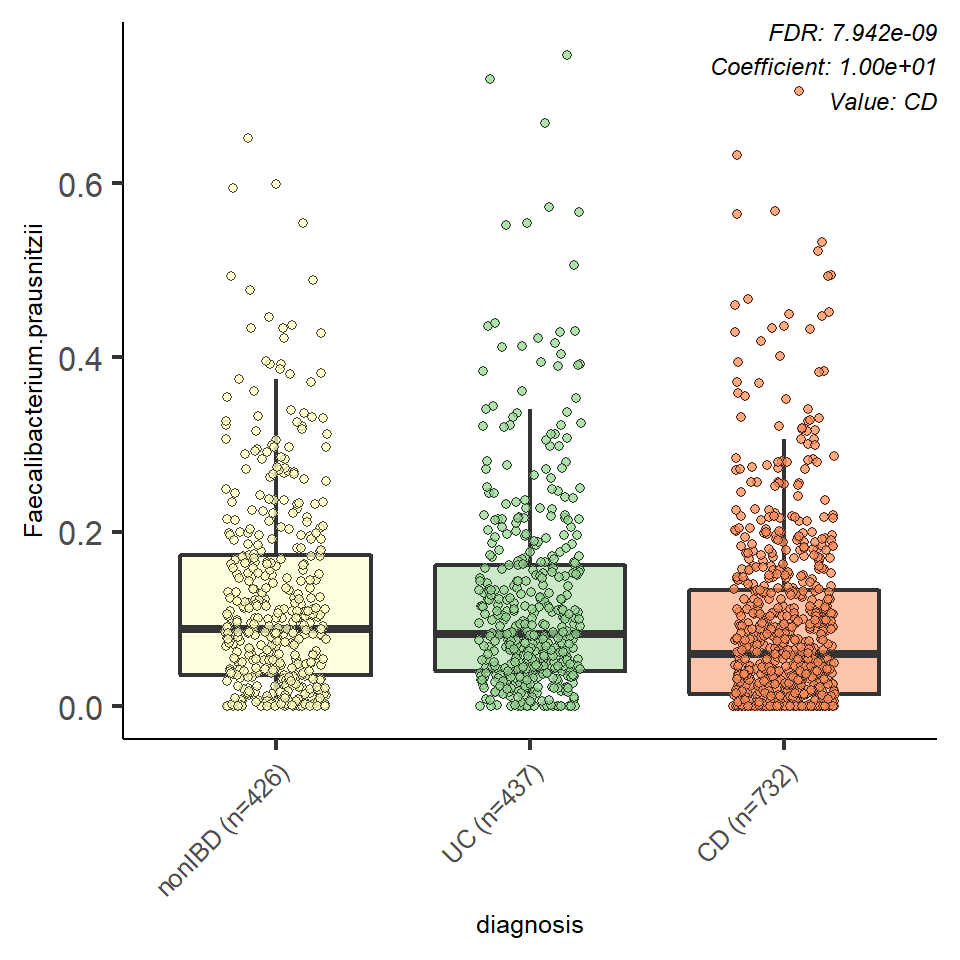 FDR: 7.942e-09
Coefficient: 1.00e+01
Value: CD
Faecalibacterium.prausnitzii
0.6
0.4
0.2
0.0
nonIBD (n=426)
UC (n=437)
CD (n=732)
diagnosis